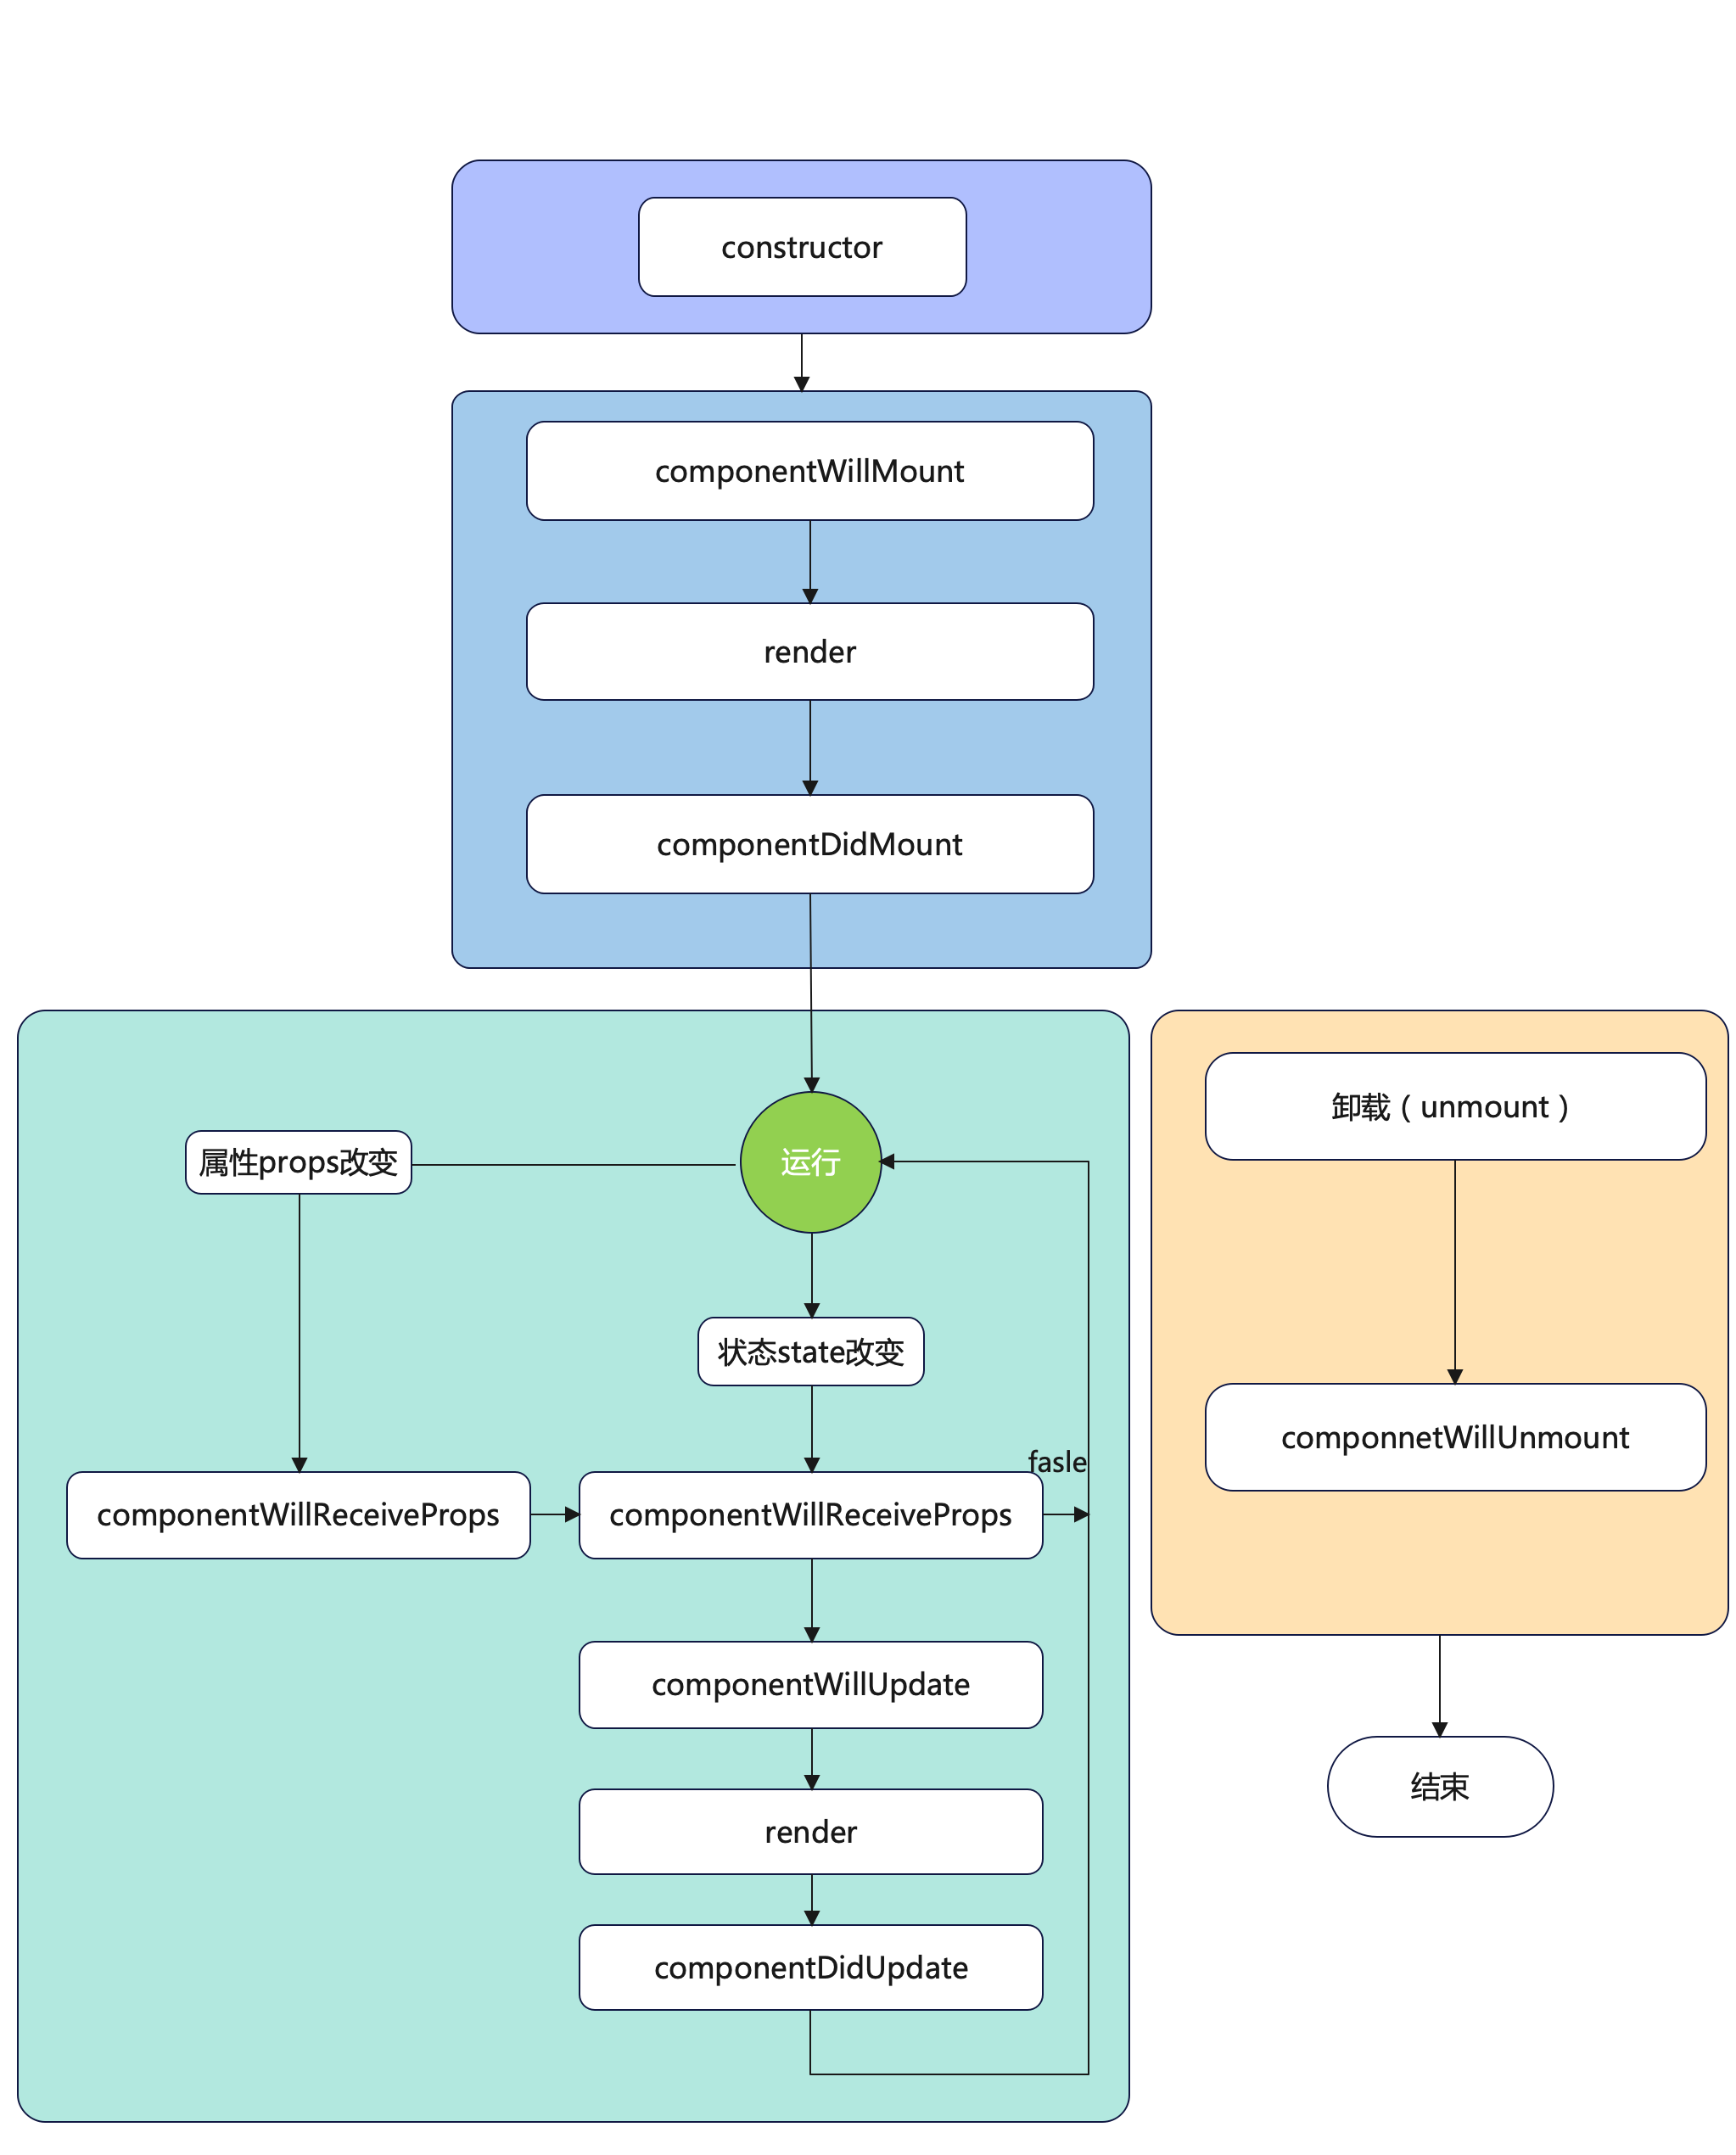 constructor
componentWillMount
render
componentDidMount
运行
属性props改变
状态state改变
fasle
componentWillReceiveProps
componentWillReceiveProps
componentWillUpdate
render
componentDidUpdate
卸载（unmount）
componnetWillUnmount
结束